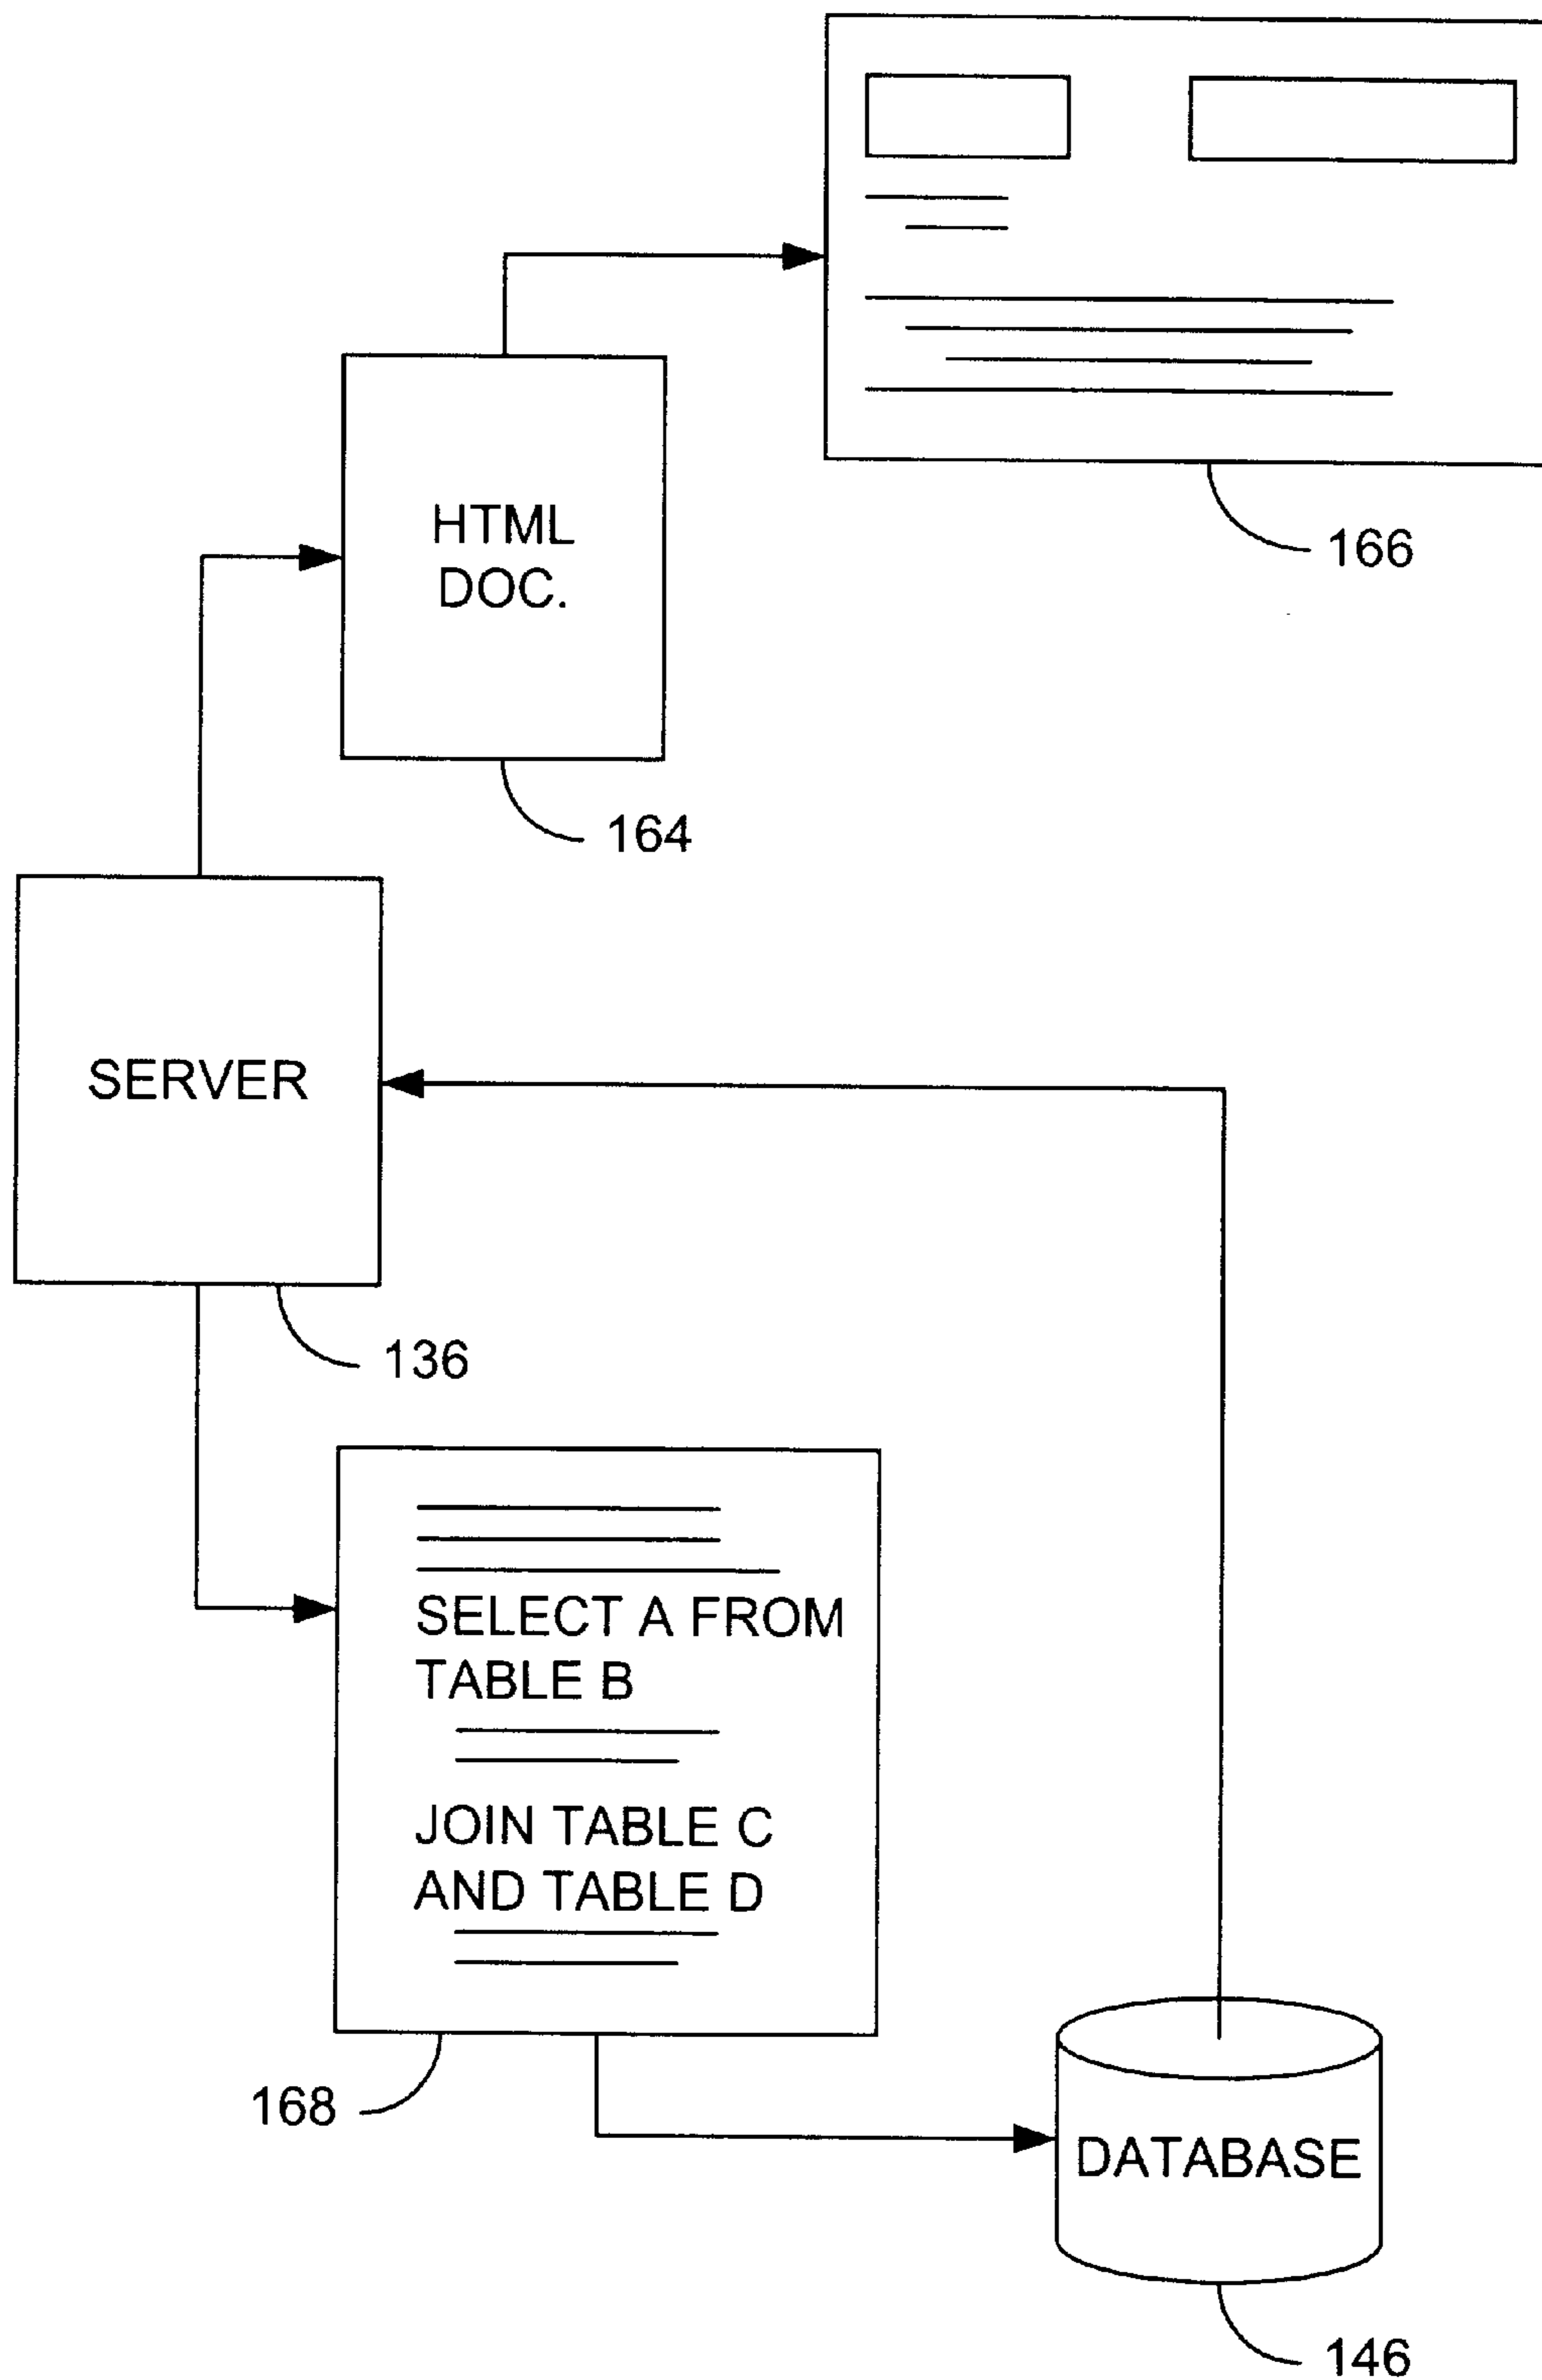 166
HTML
DOC.
164
SERVER
136
SELECT A FROM
TABLE B
JOIN TABLE C
AND TABLE D
168
DATABASE
146